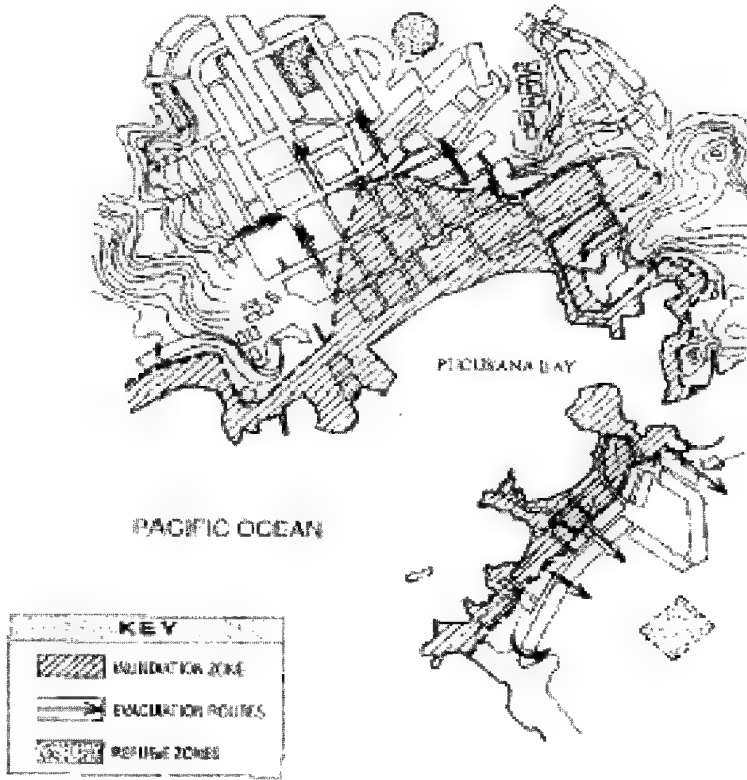 PUCUSANA BAY
PACIFIC OCEAN
KEY
INUNDATION ZONE
EVACUATION ROUTES
REFUGE ZONES